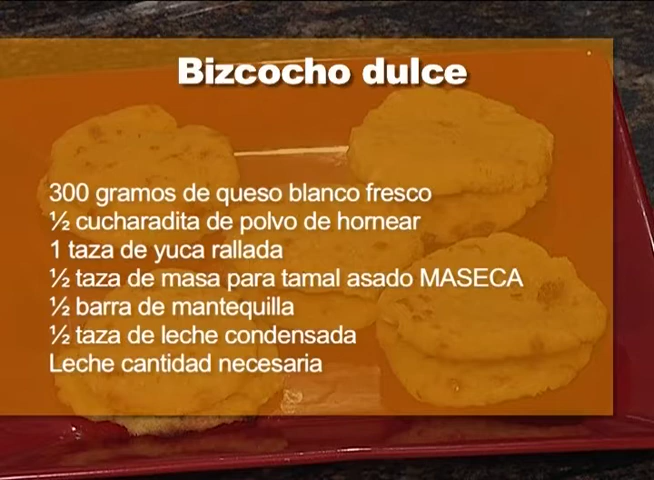 Bizcocho dulce
300 gramos de queso blanco fresco
½ cucharadita de polvo de hornear
1 taza de yuca rallada
½ taza de masa para tamal asado MASECA
½ barra de mantequilla
½ taza de leche condensada
Leche cantidad necesaria